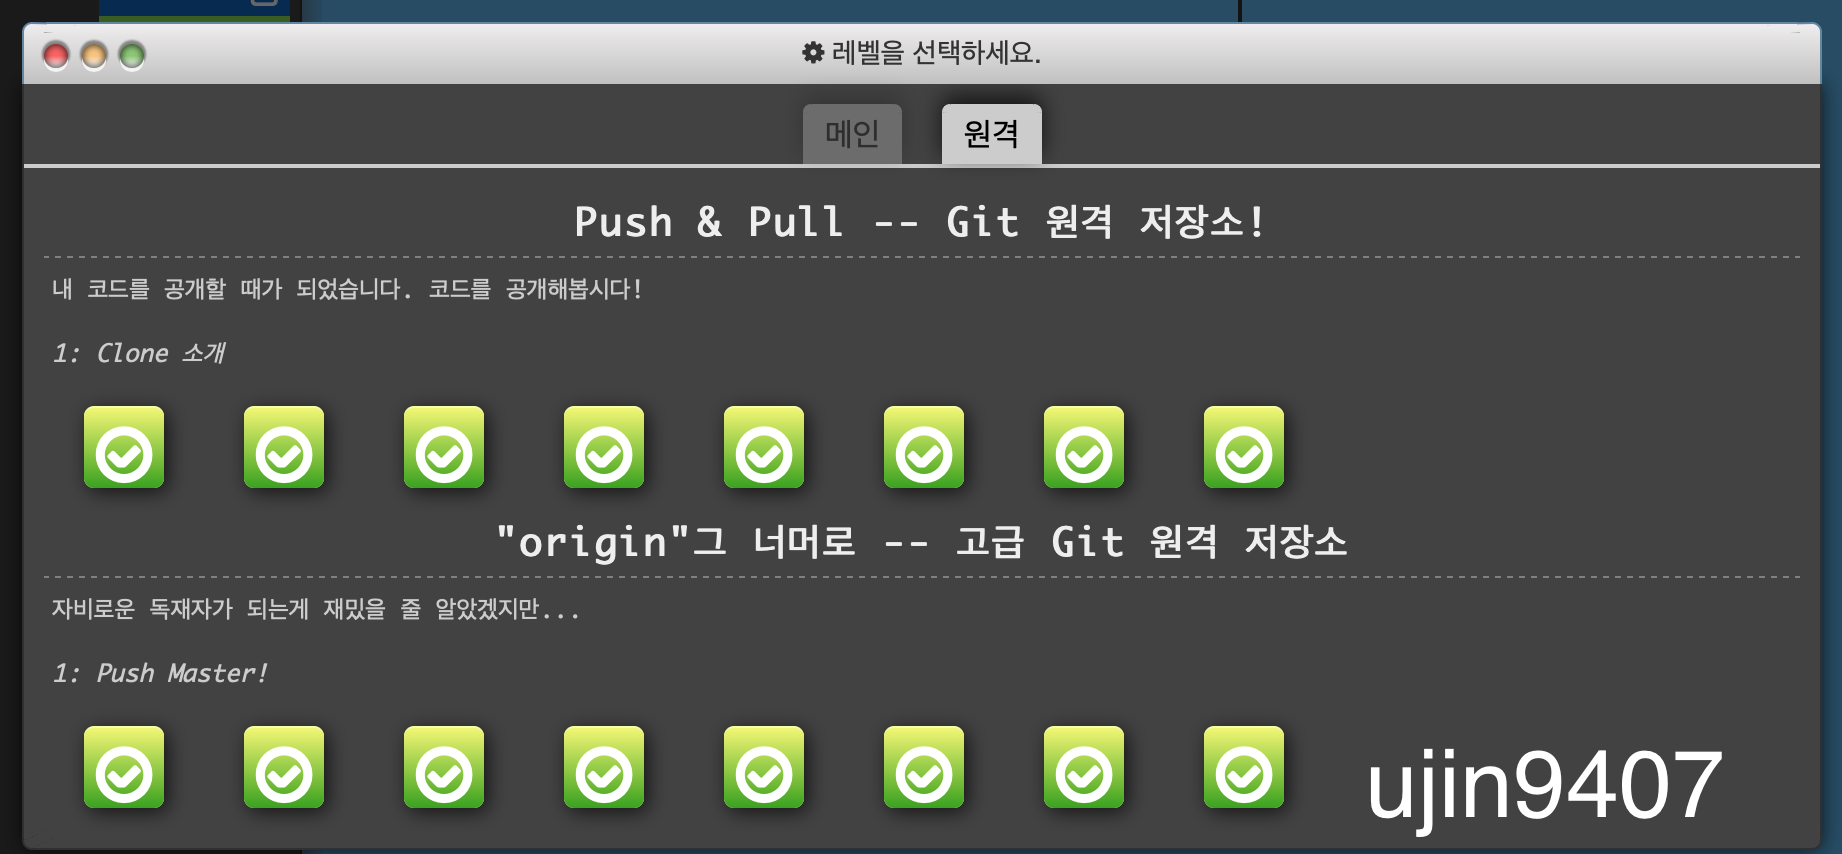 레벨을 선택하세요.
메인 원격
Push & Pull -- Git 원격 저장소!
내 코드를 공개할 때가 되었습니다. 코드를 공개해봅시다!
1: Clone 소개
"origin"그 너머로 -- 고급 Git 원격 저장소
자비로운 독재자가 되는게 재밌을 줄 알았겠지만...
1: Push Master!
ujin9407